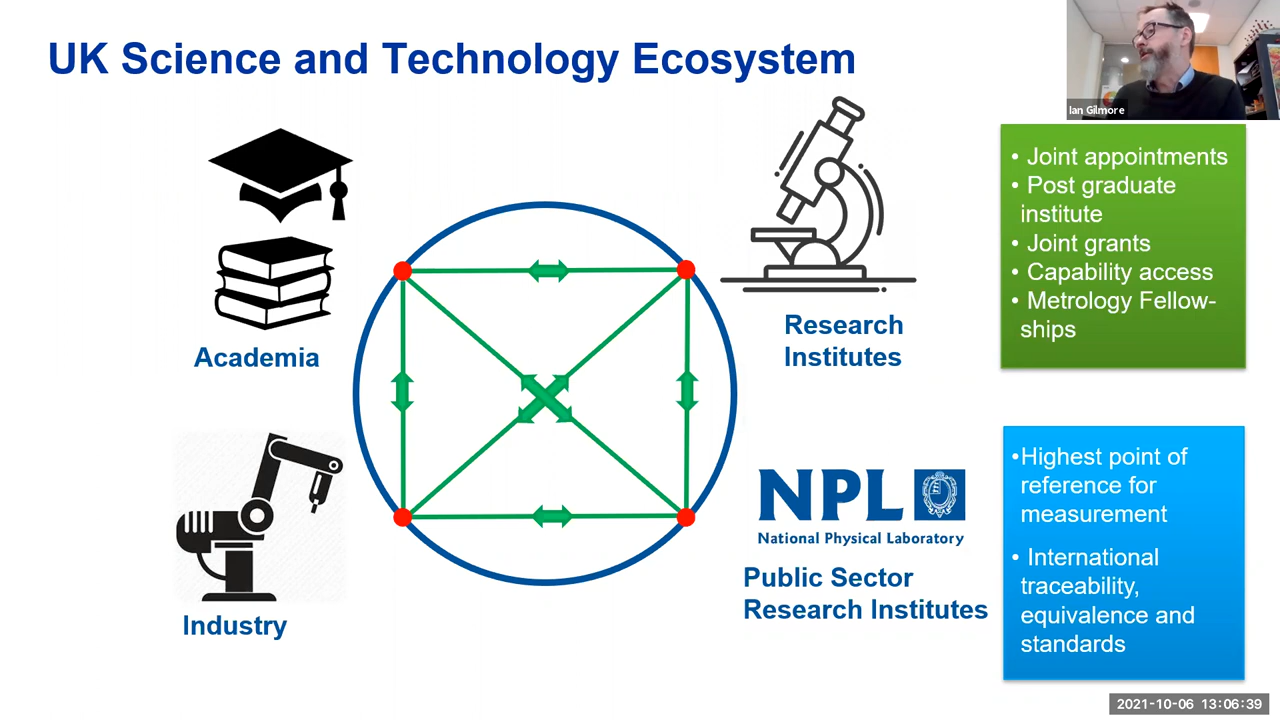 UK Science and Technology Ecosystem
Ian Gilmore
Academia
Research
Institutes
• Joint appointments
• Post graduate
institute
• Joint grants
• Capability access
• Metrology Fellow-
ships
Industry
NPL
National Physical Laboratory
Public Sector
Research Institutes
•Highest point of
reference for
measurement
• International
traceability,
equivalence and
standards
2021-10-06 13:06:39